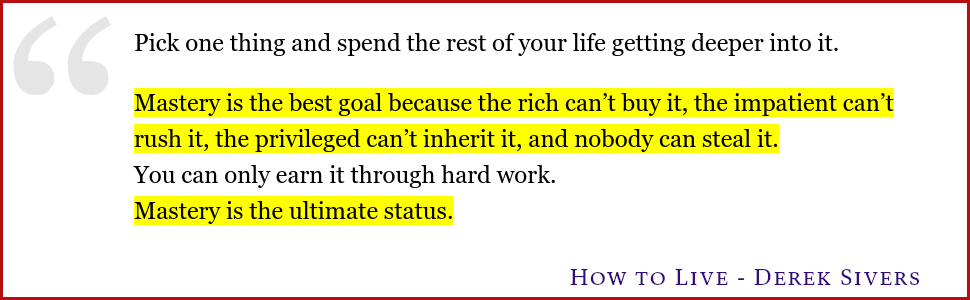 “
Pick one thing and spend the rest of your life getting deeper into it.
Mastery is the best goal because the rich can’t buy it, the impatient can’t
rush it, the privileged can’t inherit it, and nobody can steal it.
You can only earn it through hard work.
Mastery is the ultimate status.
How to Live - Derek Sivers